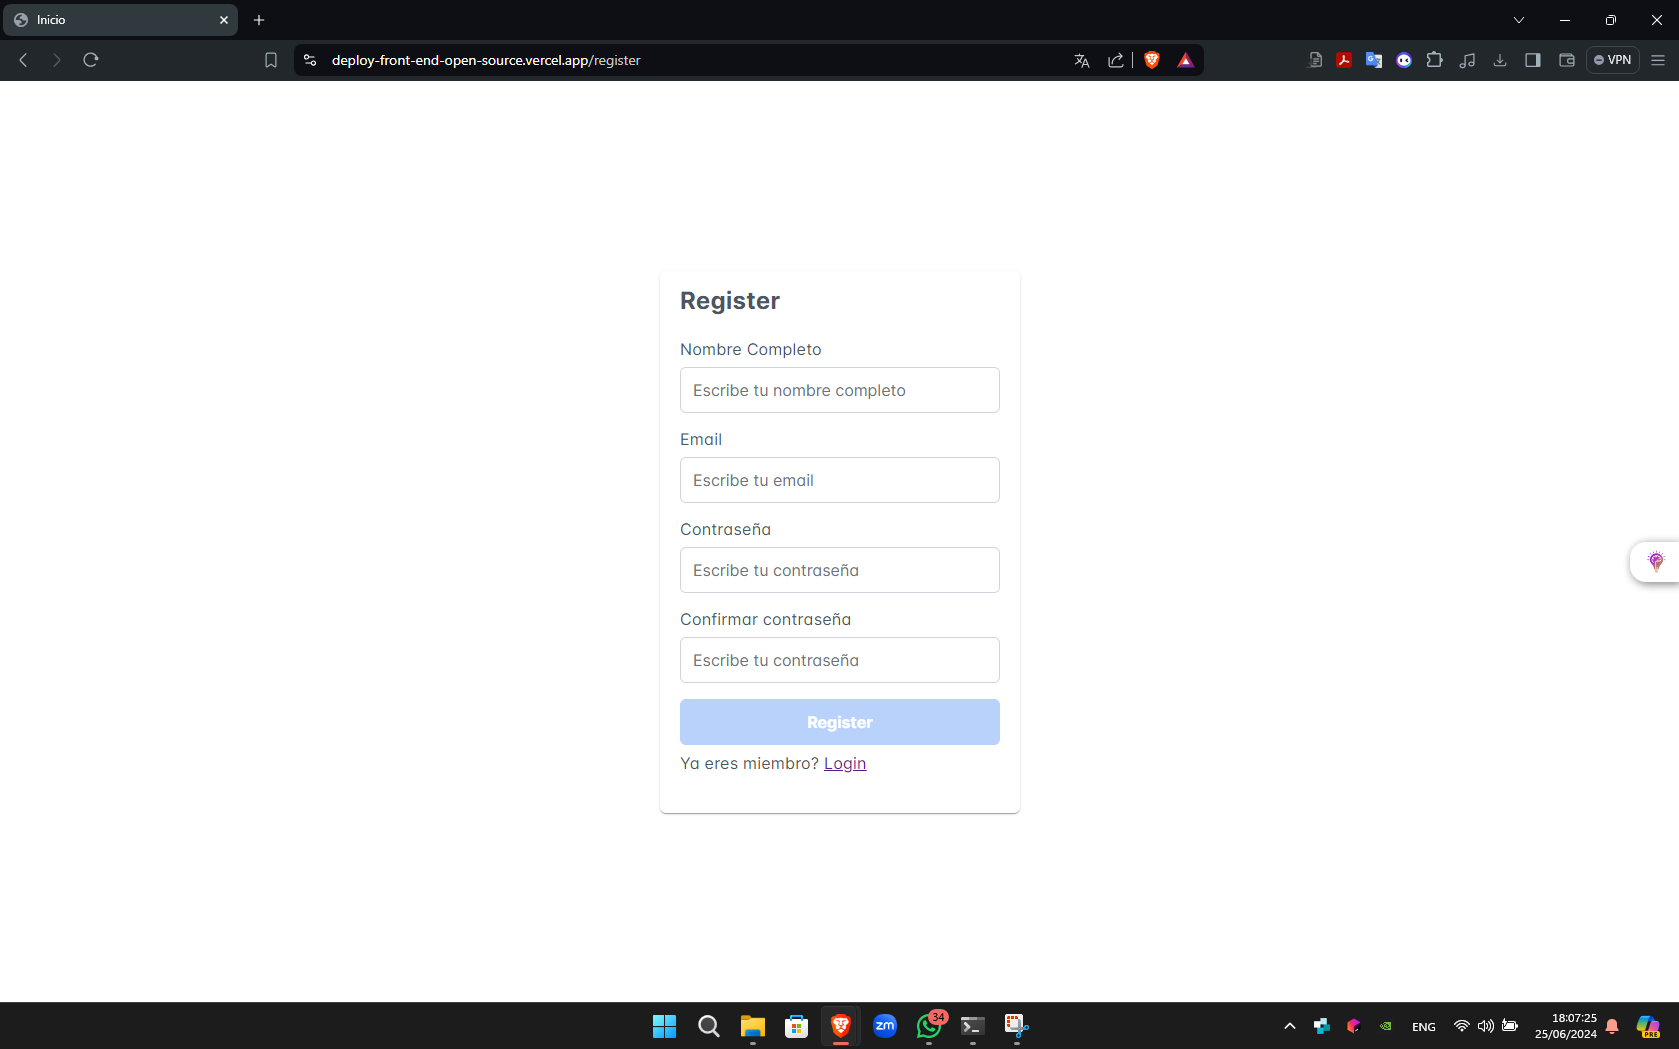 Inicio
deploy-front-end-open-source.vercel.app/register
VPN
Register
Nombre Completo
Escribe tu nombre completo
Email
Escribe tu email
Contraseña
Escribe tu contraseña
Confirmar contraseña
Escribe tu contraseña
Register
Ya eres miembro? Login
zm
34
ENG
18:07:25
25/06/2024
PRE